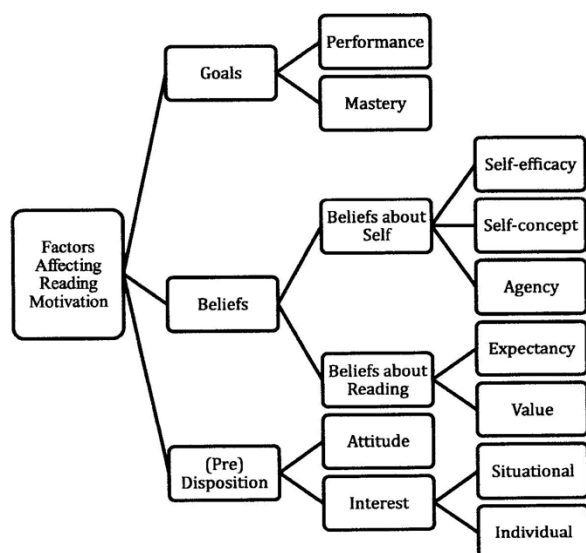 Performance
Goals
Mastery
Self-efficacy
Beliefs about
Self
Self-concept
Factors
Affecting
Reading
Motivation
Agency
Beliefs
Expectancy
Beliefs about
Reading
Value
Attitude
(Pre)
Disposition
Situational
Interest
Individual